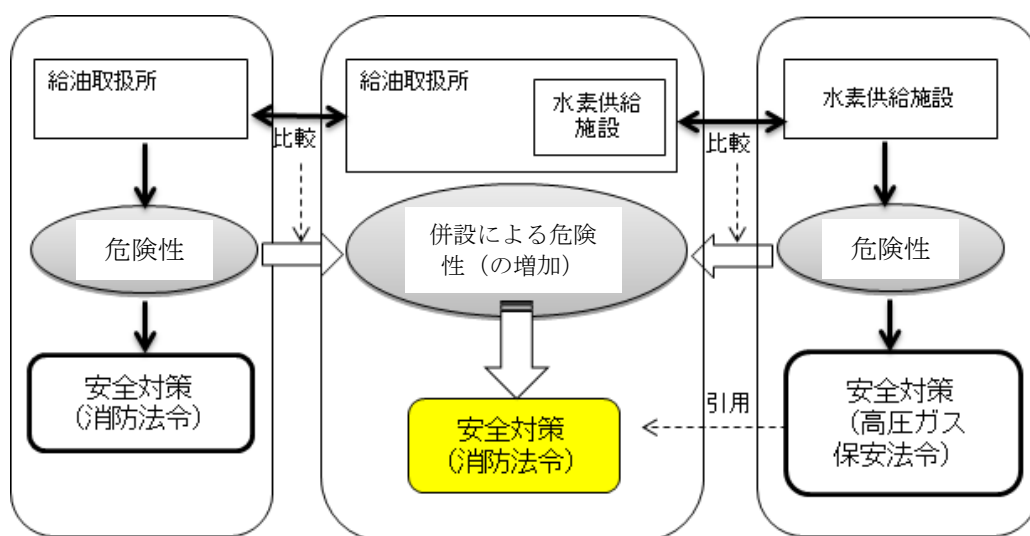 給油取扱所
危険性
安全対策
（消防法令）
比較
給油取扱所
水素供給
施設
併設による危険
性（の増加）
安全対策
（消防法令）
比較
引用
水素供給施設
危険性
安全対策
（高圧ガス
保安法令）